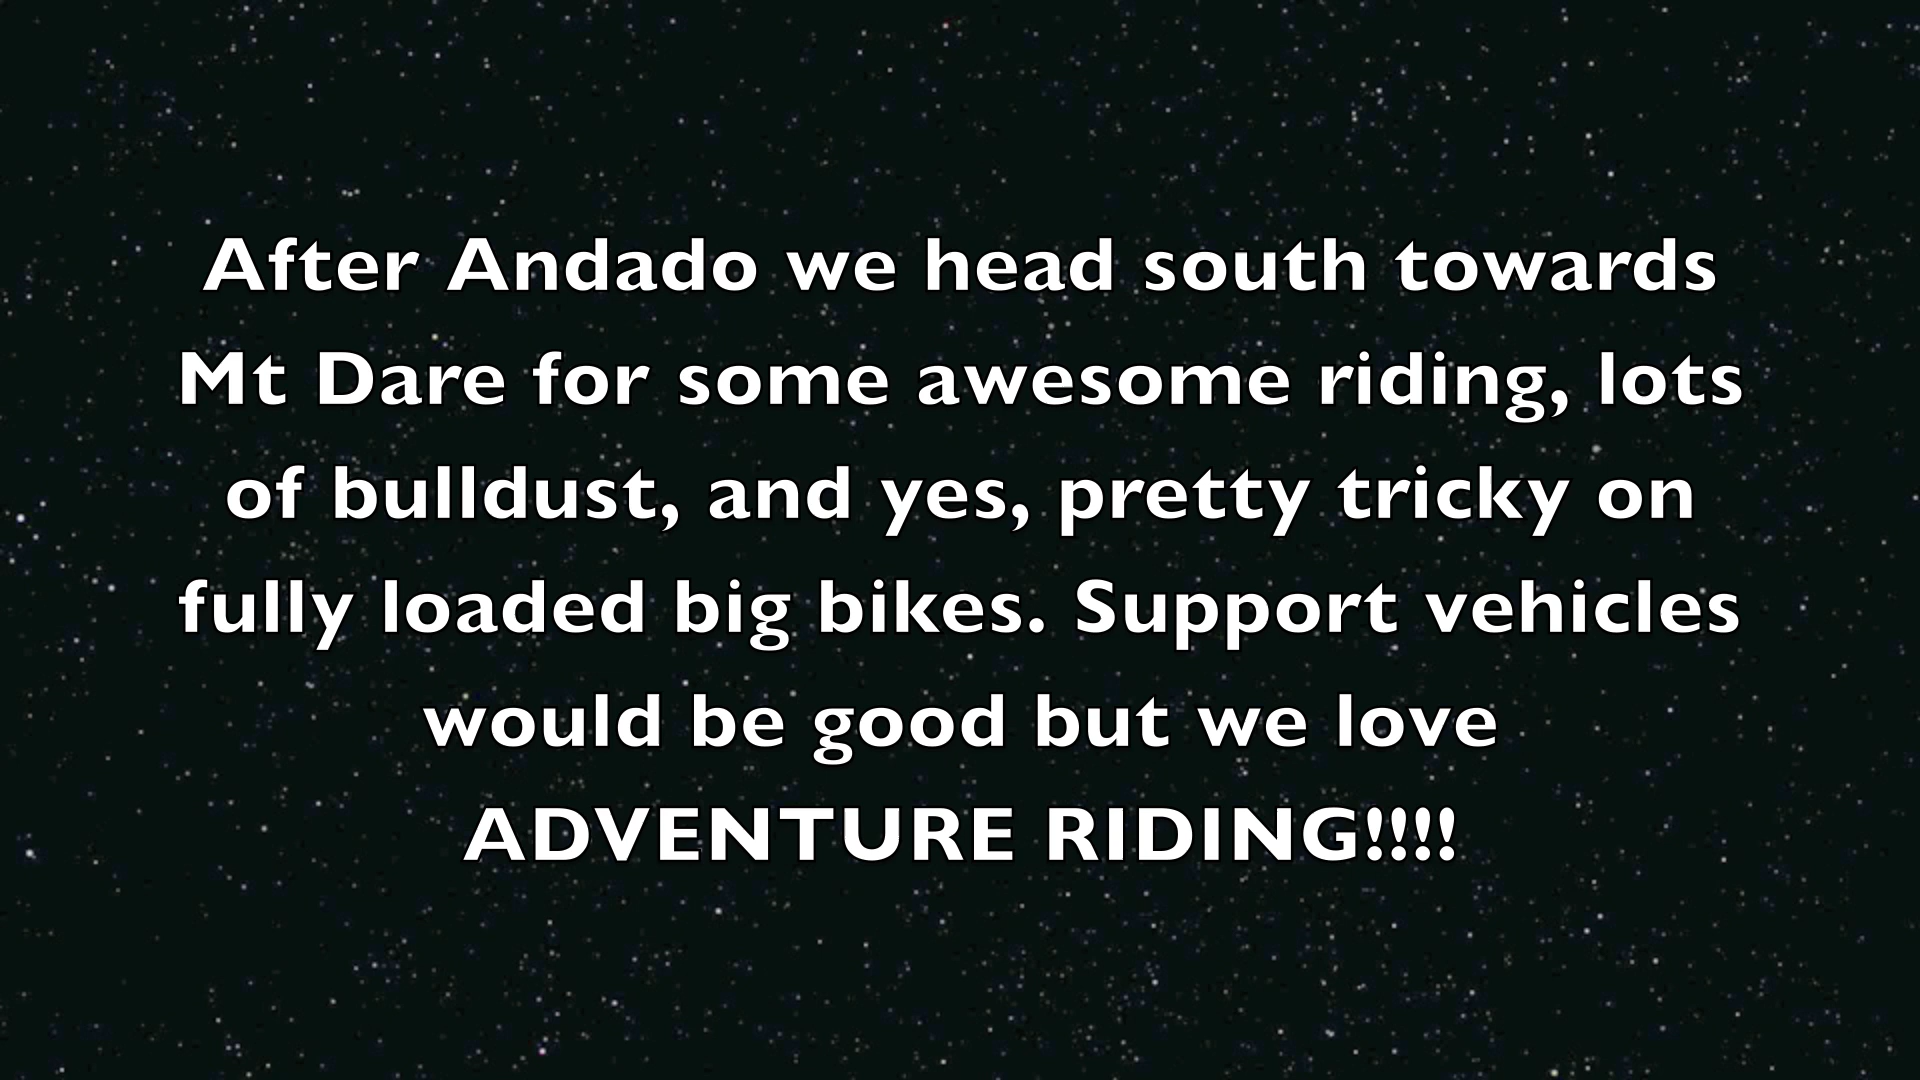 After Andado we head south towards
Mt Dare for some awesome riding, lots
of bulldust, and yes, pretty tricky on
fully loaded big bikes. Support vehicles
would be good but we love
ADVENTURE RIDING!!!!